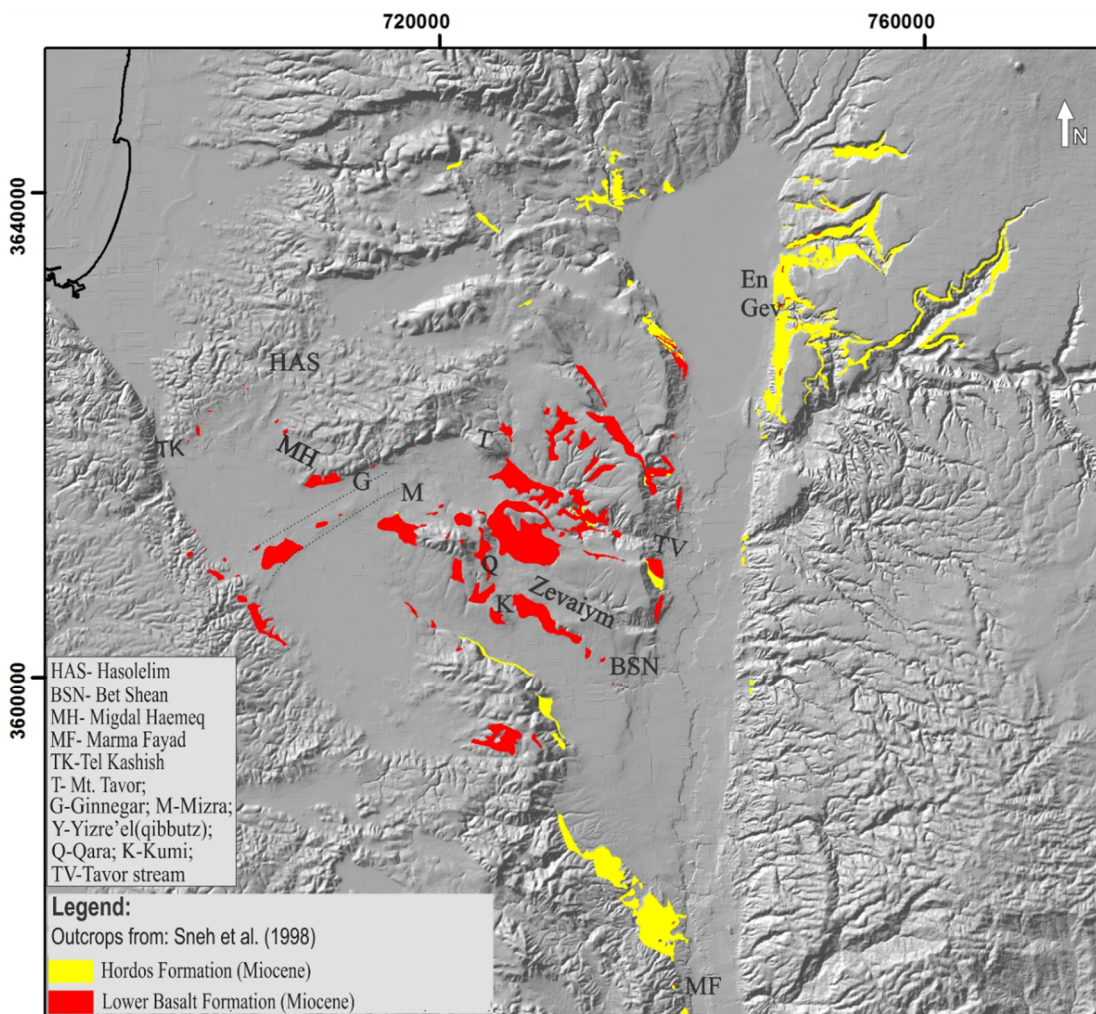 720000 760000
3640000
3600000
N
En
Gev
HAS
TK
MH
G
M
T
TV
Q
K
Zevaiym
BSN
MF
HAS- Hasolelim
BSN- Bet Shean
MH- Migdal Haemeq
MF- Marma Fayad
TK-Tel Kashish
T- Mt. Tavor;
G-Ginnegar; M-Mizra;
Y-Yizre’el(qibbutz);
Q-Qara; K-Kumi;
TV-Tavor stream
Legend:
Outcrops from: Sneh et al. (1998)
Hordos Formation (Miocene)
Lower Basalt Formation (Miocene)